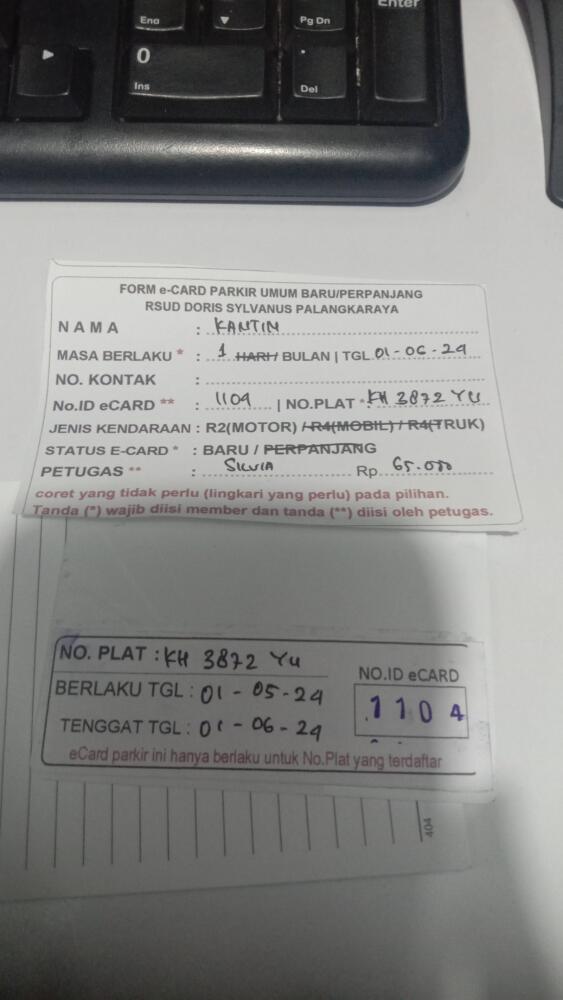 Enter
End
▼
Pg Dn
►
0
Ins
.
Del
FORM e-CARD PARKIR UMUM BARU/PERPANJANG
RSUD DORIS SYLVANUS PALANGKARAYA
NAMA : KANTIN
MASA BERLAKU * : 1 HARI/ BULAN | TGL 01-06-24
NO. KONTAK :
No.ID eCARD ** : 1104 | NO.PLAT *: KH 3872 YU
JENIS KENDARAAN : R2(MOTOR) / R4(MOBIL) / R4(TRUK)
STATUS E-CARD * : BARU / PERPANJANG
PETUGAS ** : SILVIA Rp. 65.000
coret yang tidak perlu (lingkari yang perlu) pada pilihan.
Tanda (*) wajib diisi member dan tanda (**) diisi oleh petugas.
NO. PLAT : KH 3872 YU
NO.ID eCARD
BERLAKU TGL : 01-05-24
1104
TENGGAT TGL : 01-06-24
eCard parkir ini hanya berlaku untuk No.Plat yang terdaftar
404